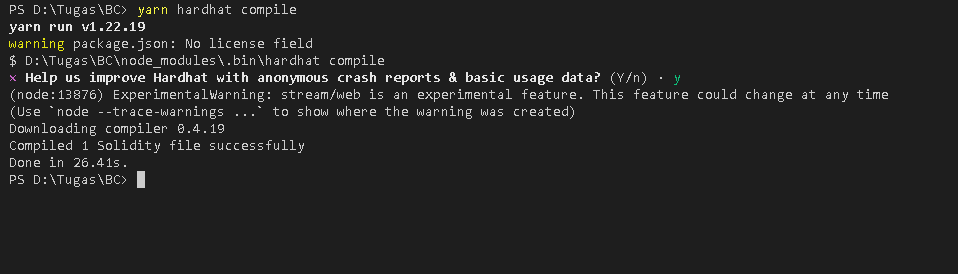 PS D:\Tugas\BC> yarn hardhat compile
yarn run v1.22.19
warning package.json: No license field
$ D:\Tugas\BC\node_modules\.bin\hardhat compile
× Help us improve Hardhat with anonymous crash reports & basic usage data? (Y/n) · y
(node:13876) ExperimentalWarning: stream/web is an experimental feature. This feature could change at any time
(Use `node --trace-warnings ...` to show where the warning was created)
Downloading compiler 0.4.19
Compiled 1 Solidity file successfully
Done in 26.41s.
PS D:\Tugas\BC>